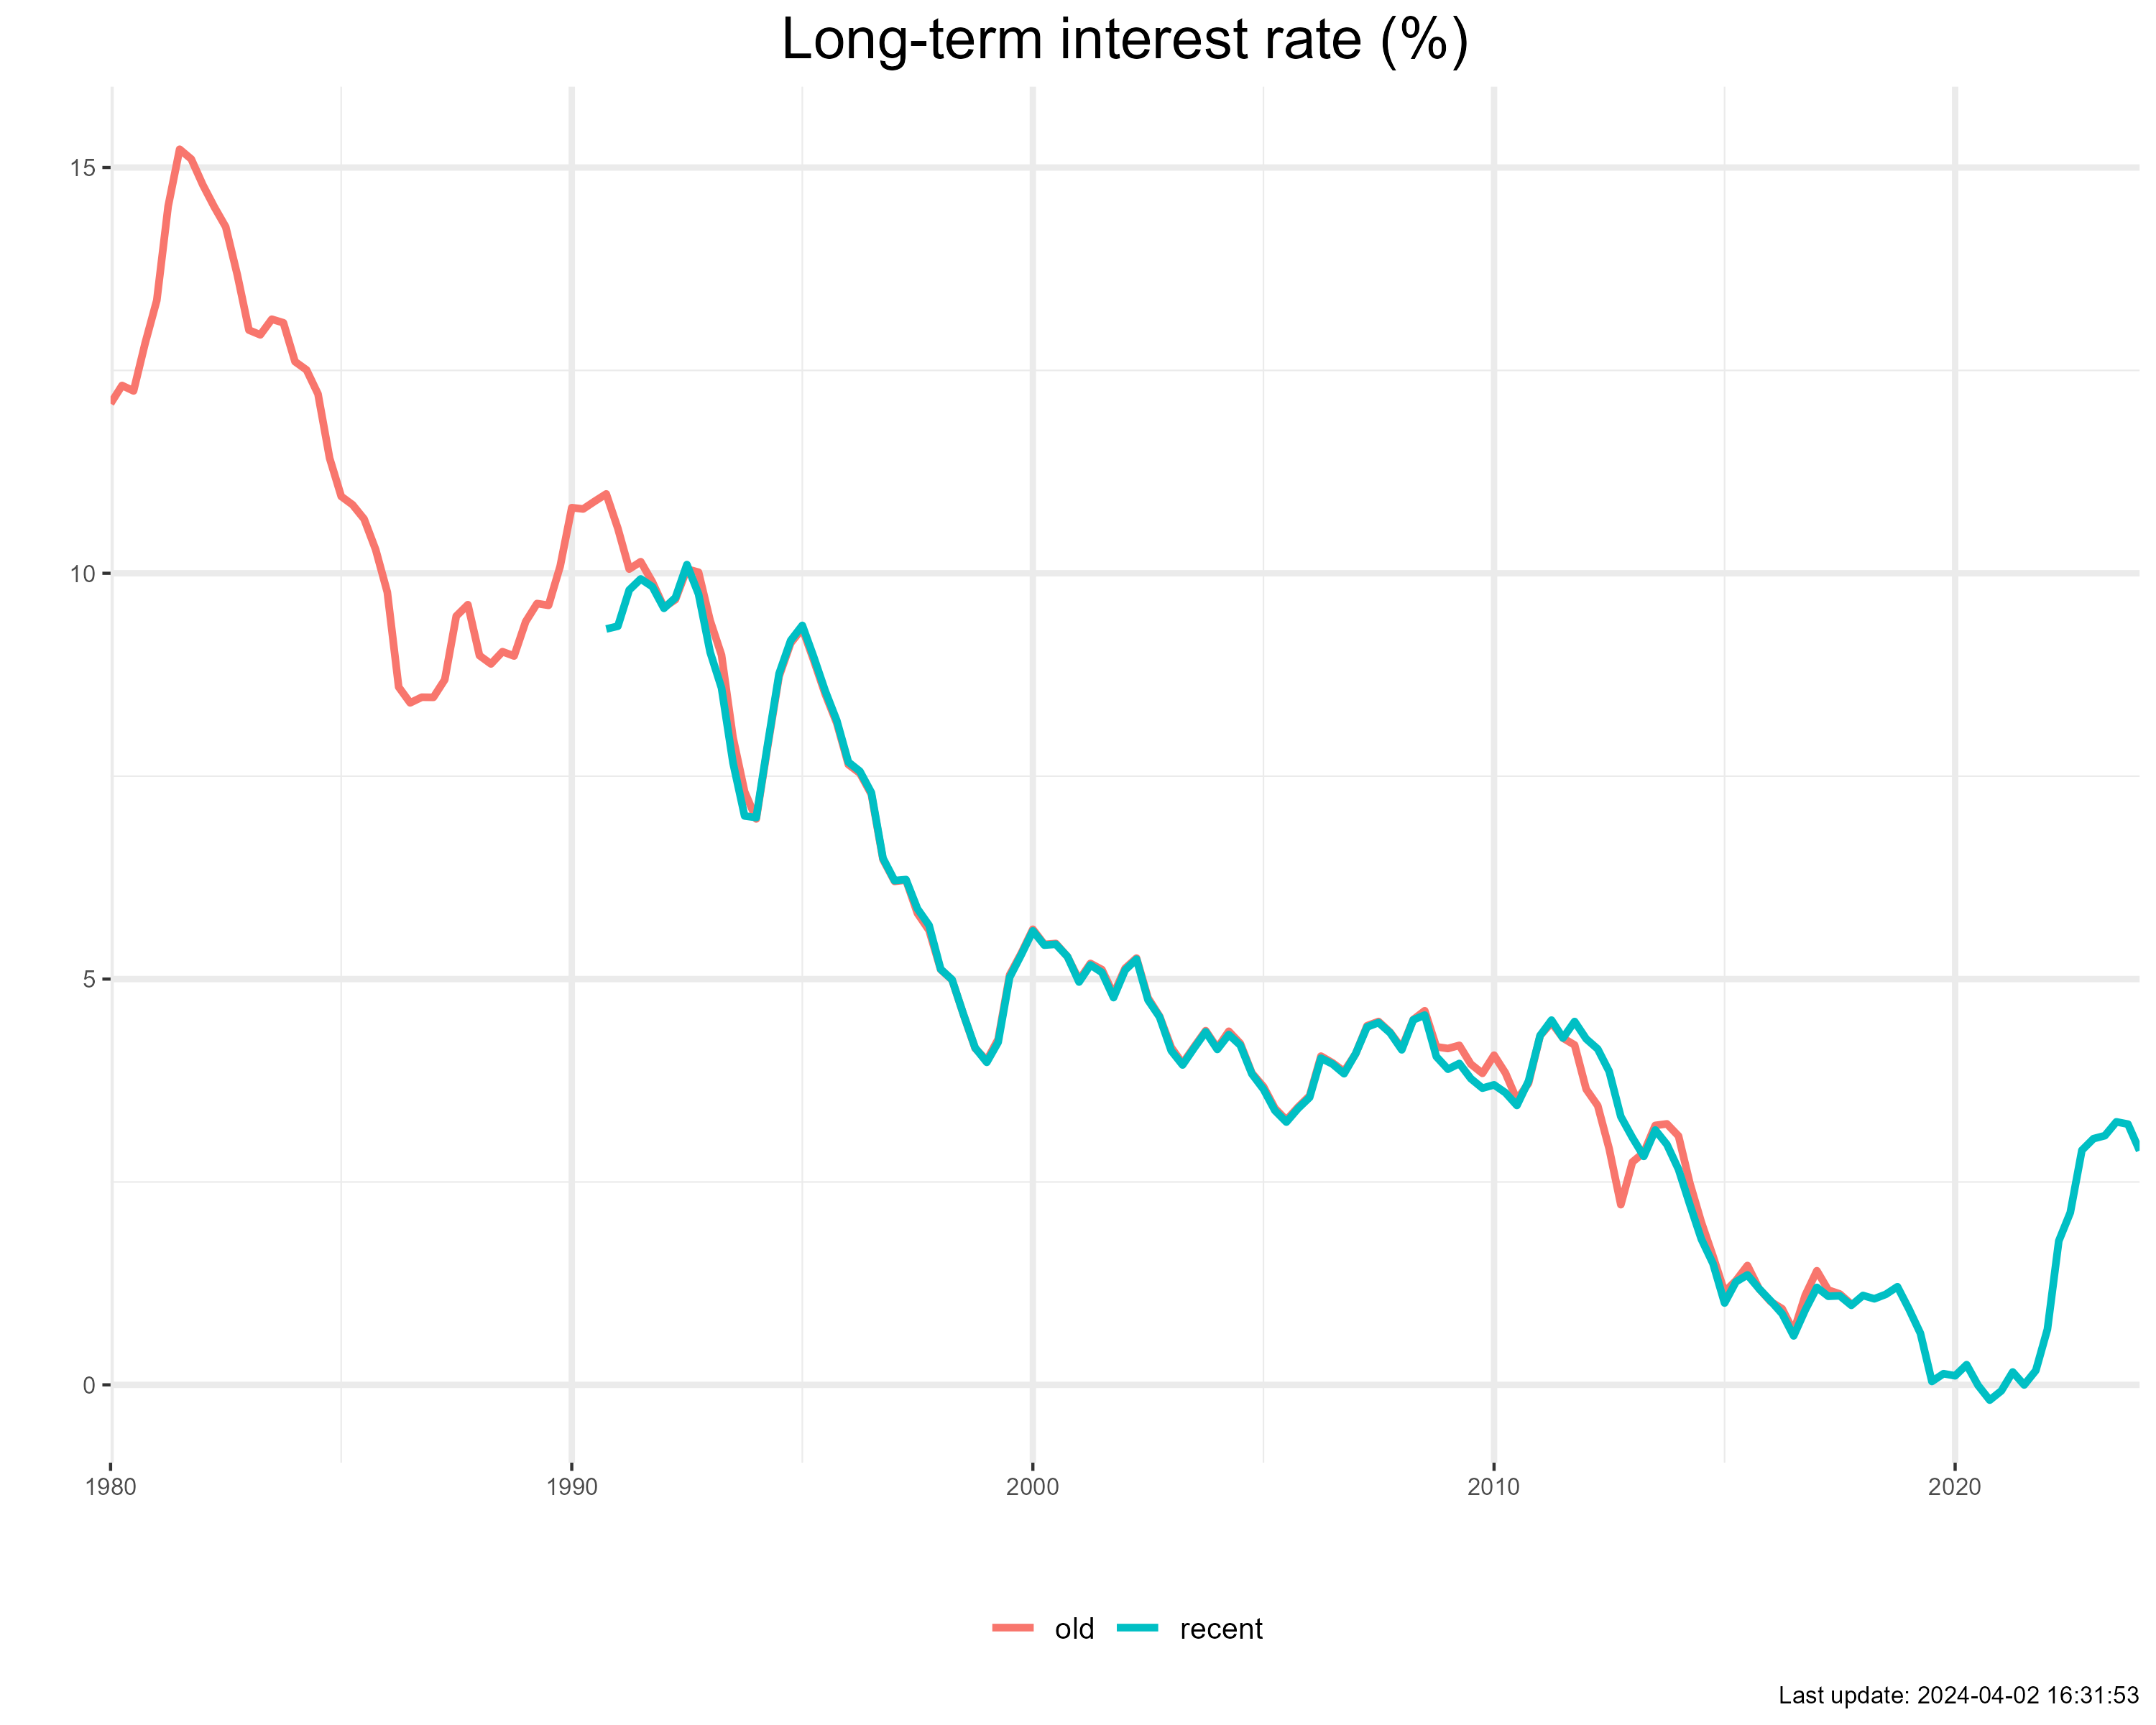 Long-term interest rate (%)
15
10
5
0
1980 1990 2000 2010 2020
old recent
Last update: 2024-04-02 16:31:53